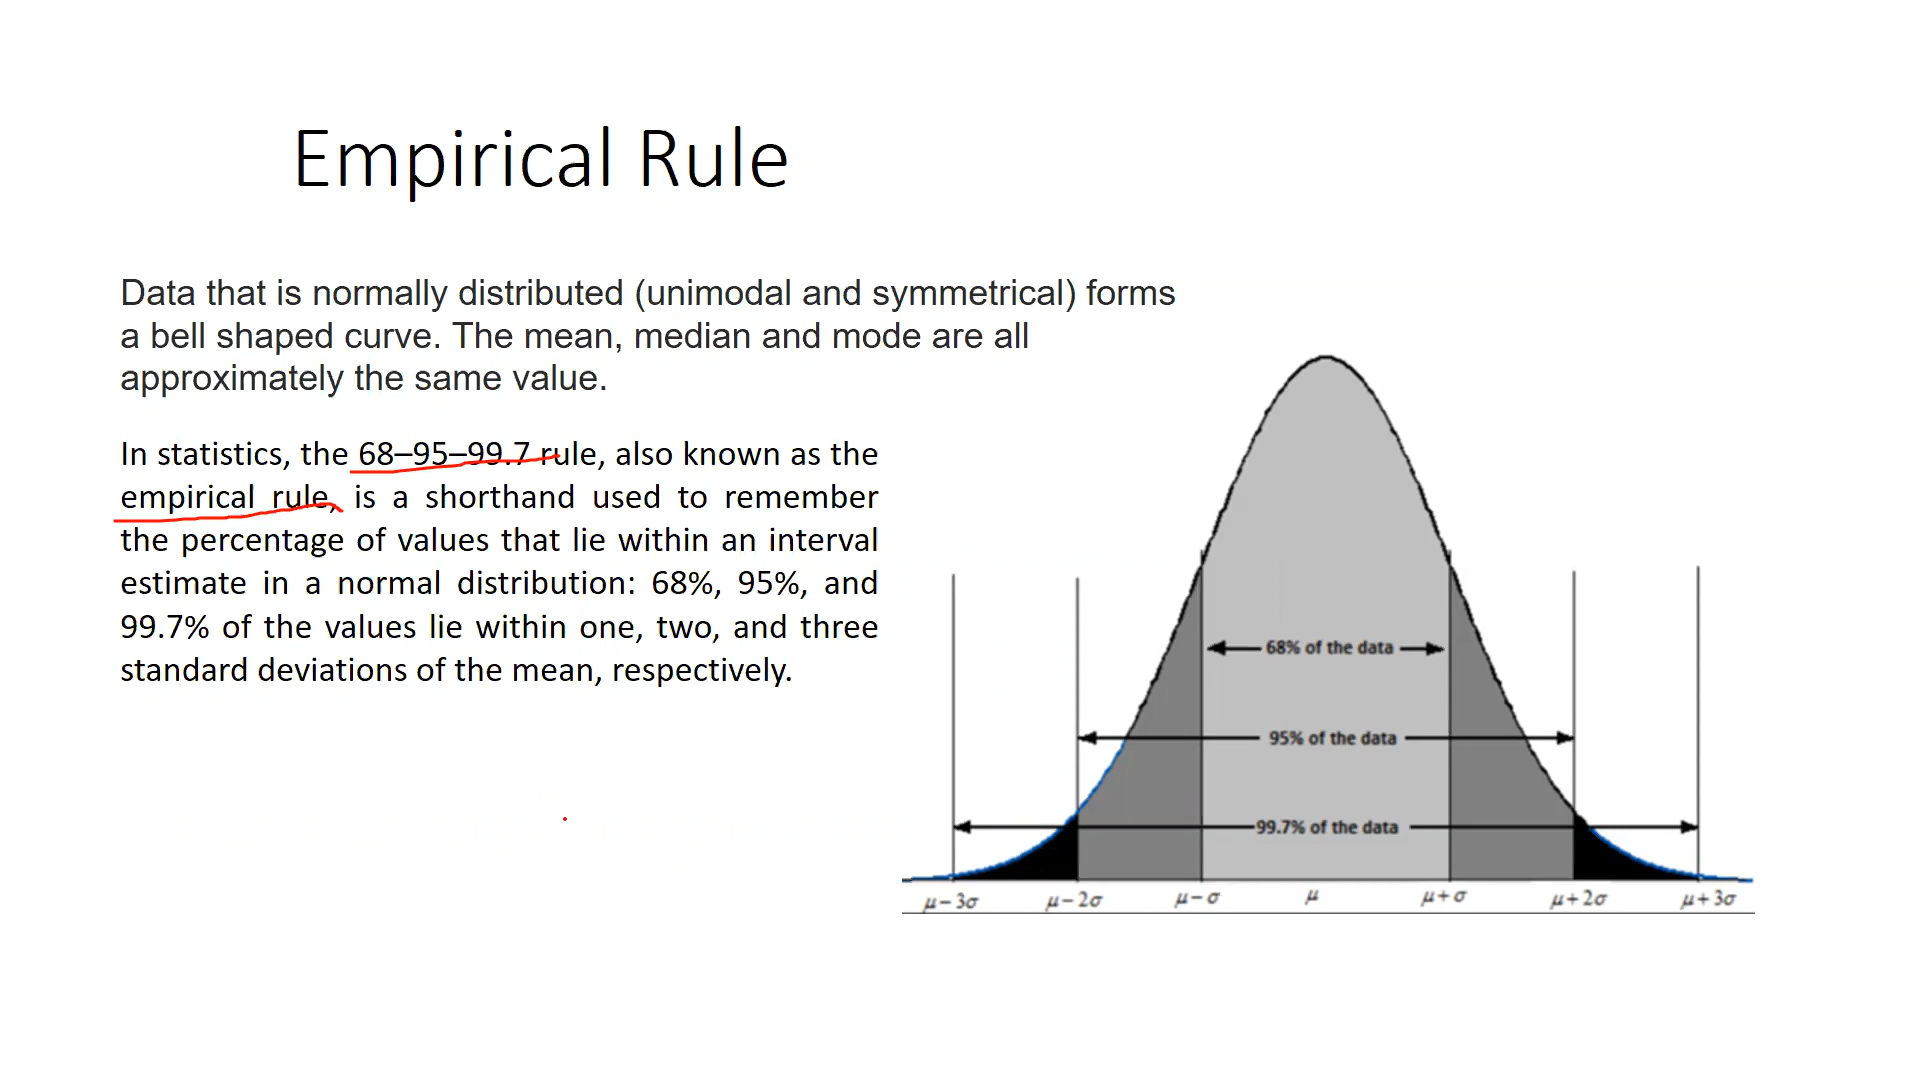 Empirical Rule
Data that is normally distributed (unimodal and symmetrical) forms
a bell shaped curve. The mean, median and mode are all
approximately the same value.
In statistics, the 68–95–99.7 rule, also known as the
empirical rule, is a shorthand used to remember
the percentage of values that lie within an interval
estimate in a normal distribution: 68%, 95%, and
99.7% of the values lie within one, two, and three
standard deviations of the mean, respectively.
68% of the data
95% of the data
99.7% of the data
μ − 3σ μ − 2σ μ − σ μ μ + σ μ + 2σ μ + 3σ